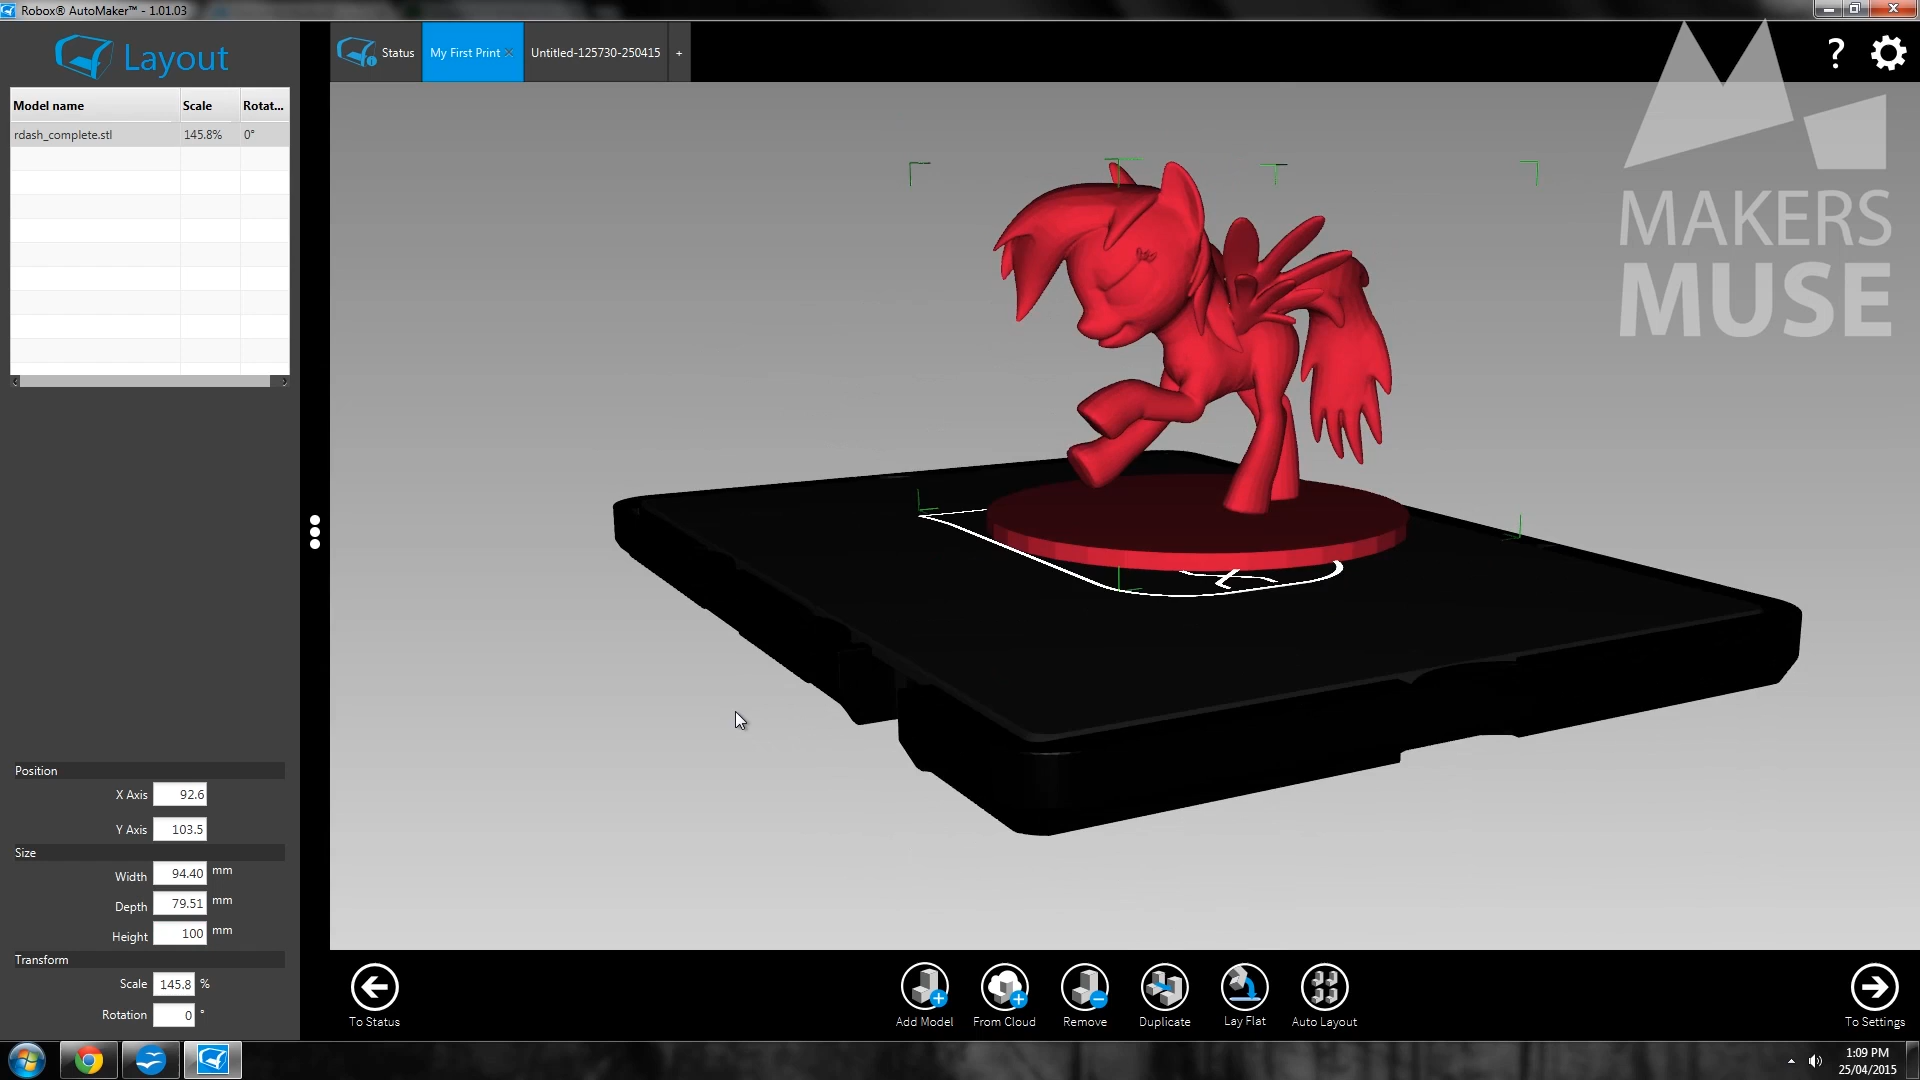 Robox® AutoMaker™ - 1.01.03
Layout
Model name Scale Rotat...
rdash_complete.stl 145.8% 0°
Status My First Print Untitled-125730-250415 +
?
MAKERS
MUSE
Position
X Axis 92.6
Y Axis 103.5
Size
Width 94.40 mm
Depth 79.51 mm
Height 100 mm
Transform
Scale 145.8 %
Rotation 0 °
To Status
Add Model
From Cloud
Remove
Duplicate
Lay Flat
Auto Layout
To Settings
1:09 PM
25/04/2015